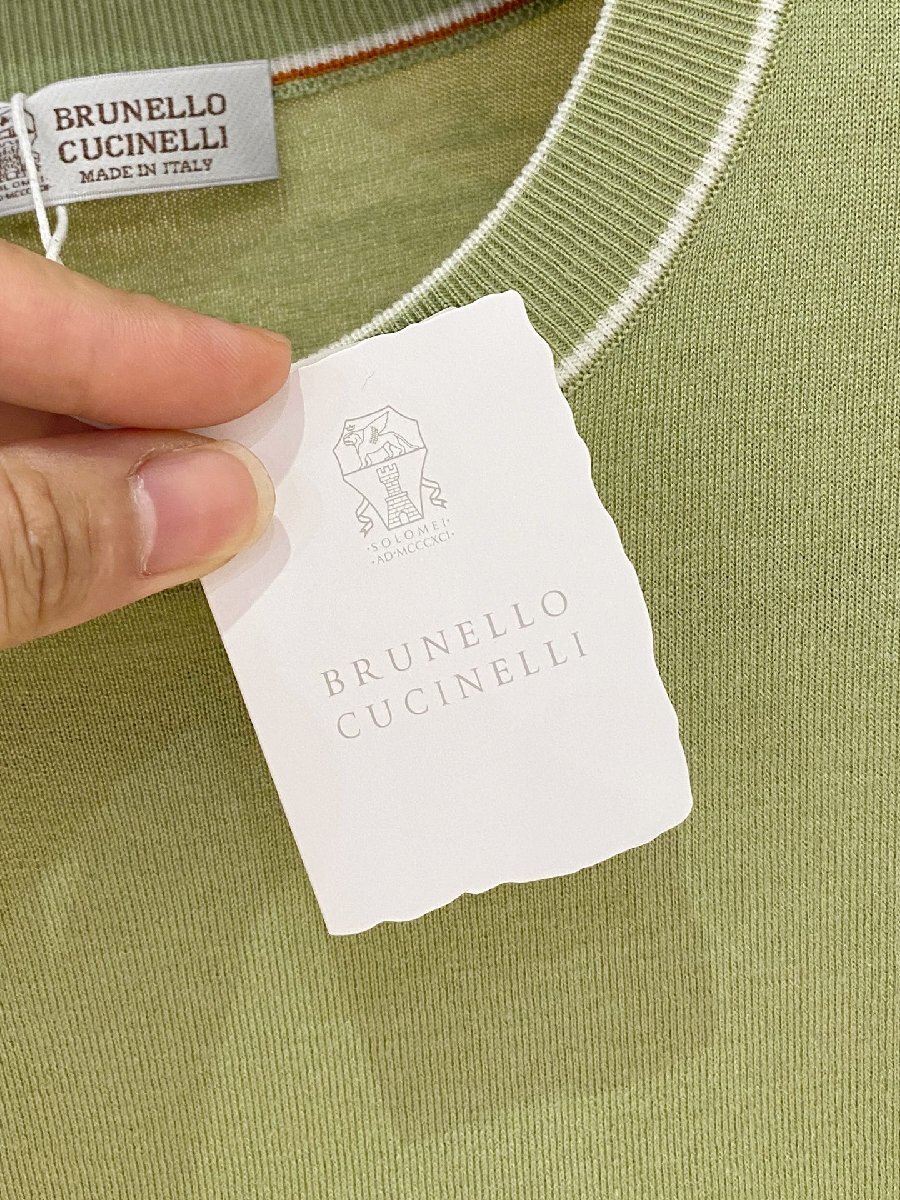 BRUNELLO
CUCINELLI
MADE IN ITALY
·SOLOMEI·
·AD·MCCCXCI·
BRUNELLO
CUCINELLI